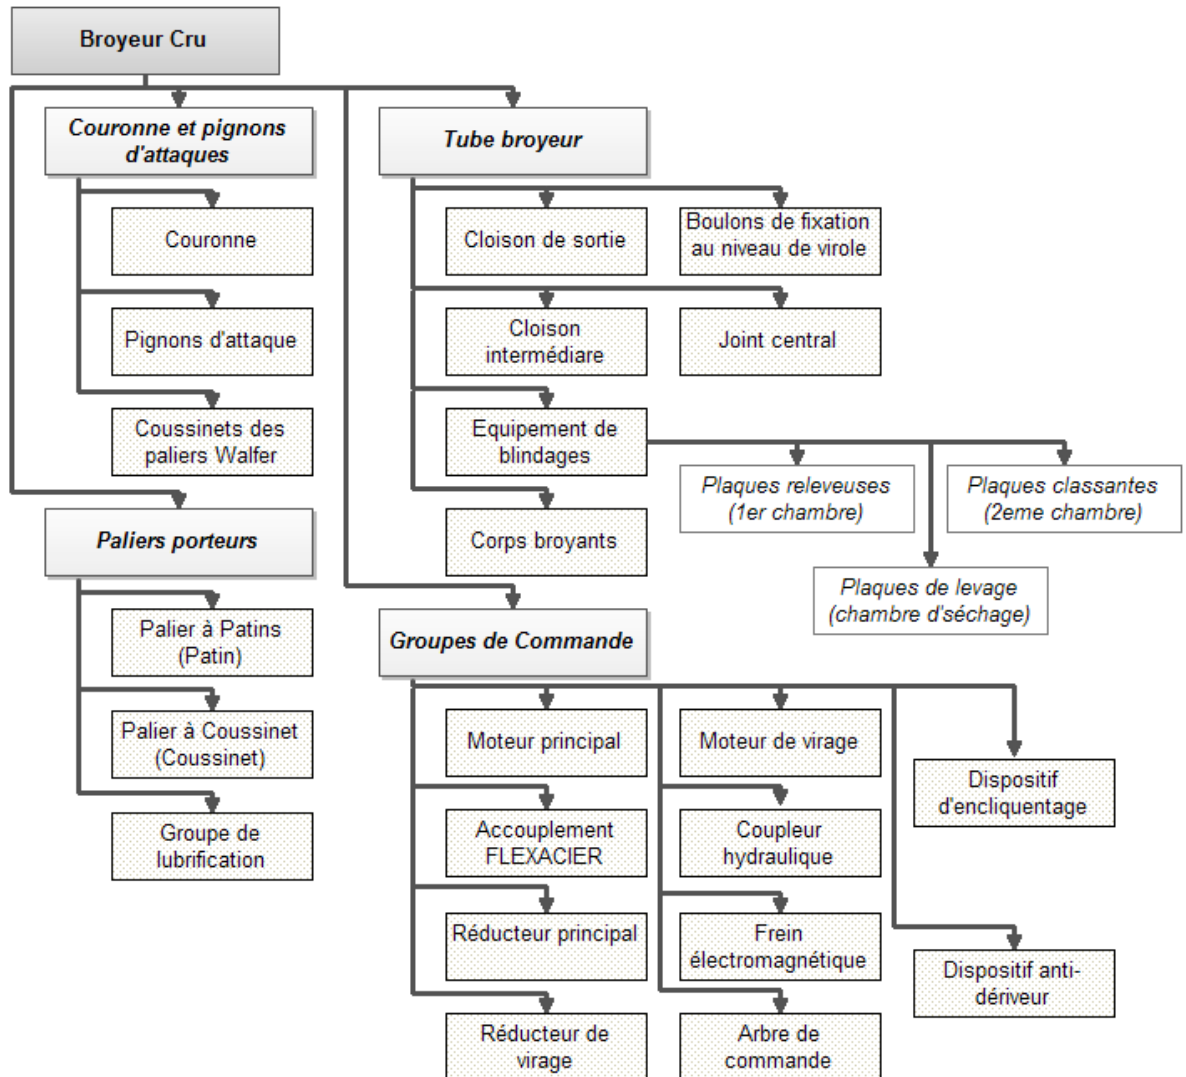 Broyeur Cru
Couronne et pignons
d'attaques
Couronne
Pignons d'attaque
Coussinets des
paliers Walfer
Paliers porteurs
Palier à Patins
(Patin)
Palier à Coussinet
(Coussinet)
Groupe de
lubrification
Tube broyeur
Cloison de sortie
Boulons de fixation
au niveau de virole
Cloison
intermédiare
Joint central
Equipement de
blindages
Plaques releveuses
(1er chambre)
Plaques classantes
(2eme chambre)
Plaques de levage
(chambre d'séchage)
Corps broyants
Groupes de Commande
Moteur principal
Moteur de virage
Dispositif
d'encliquentage
Accouplement
FLEXACIER
Coupleur
hydraulique
Réducteur principal
Frein
électromagnétique
Dispositif anti-
dériveur
Réducteur de
virage
Arbre de
commande